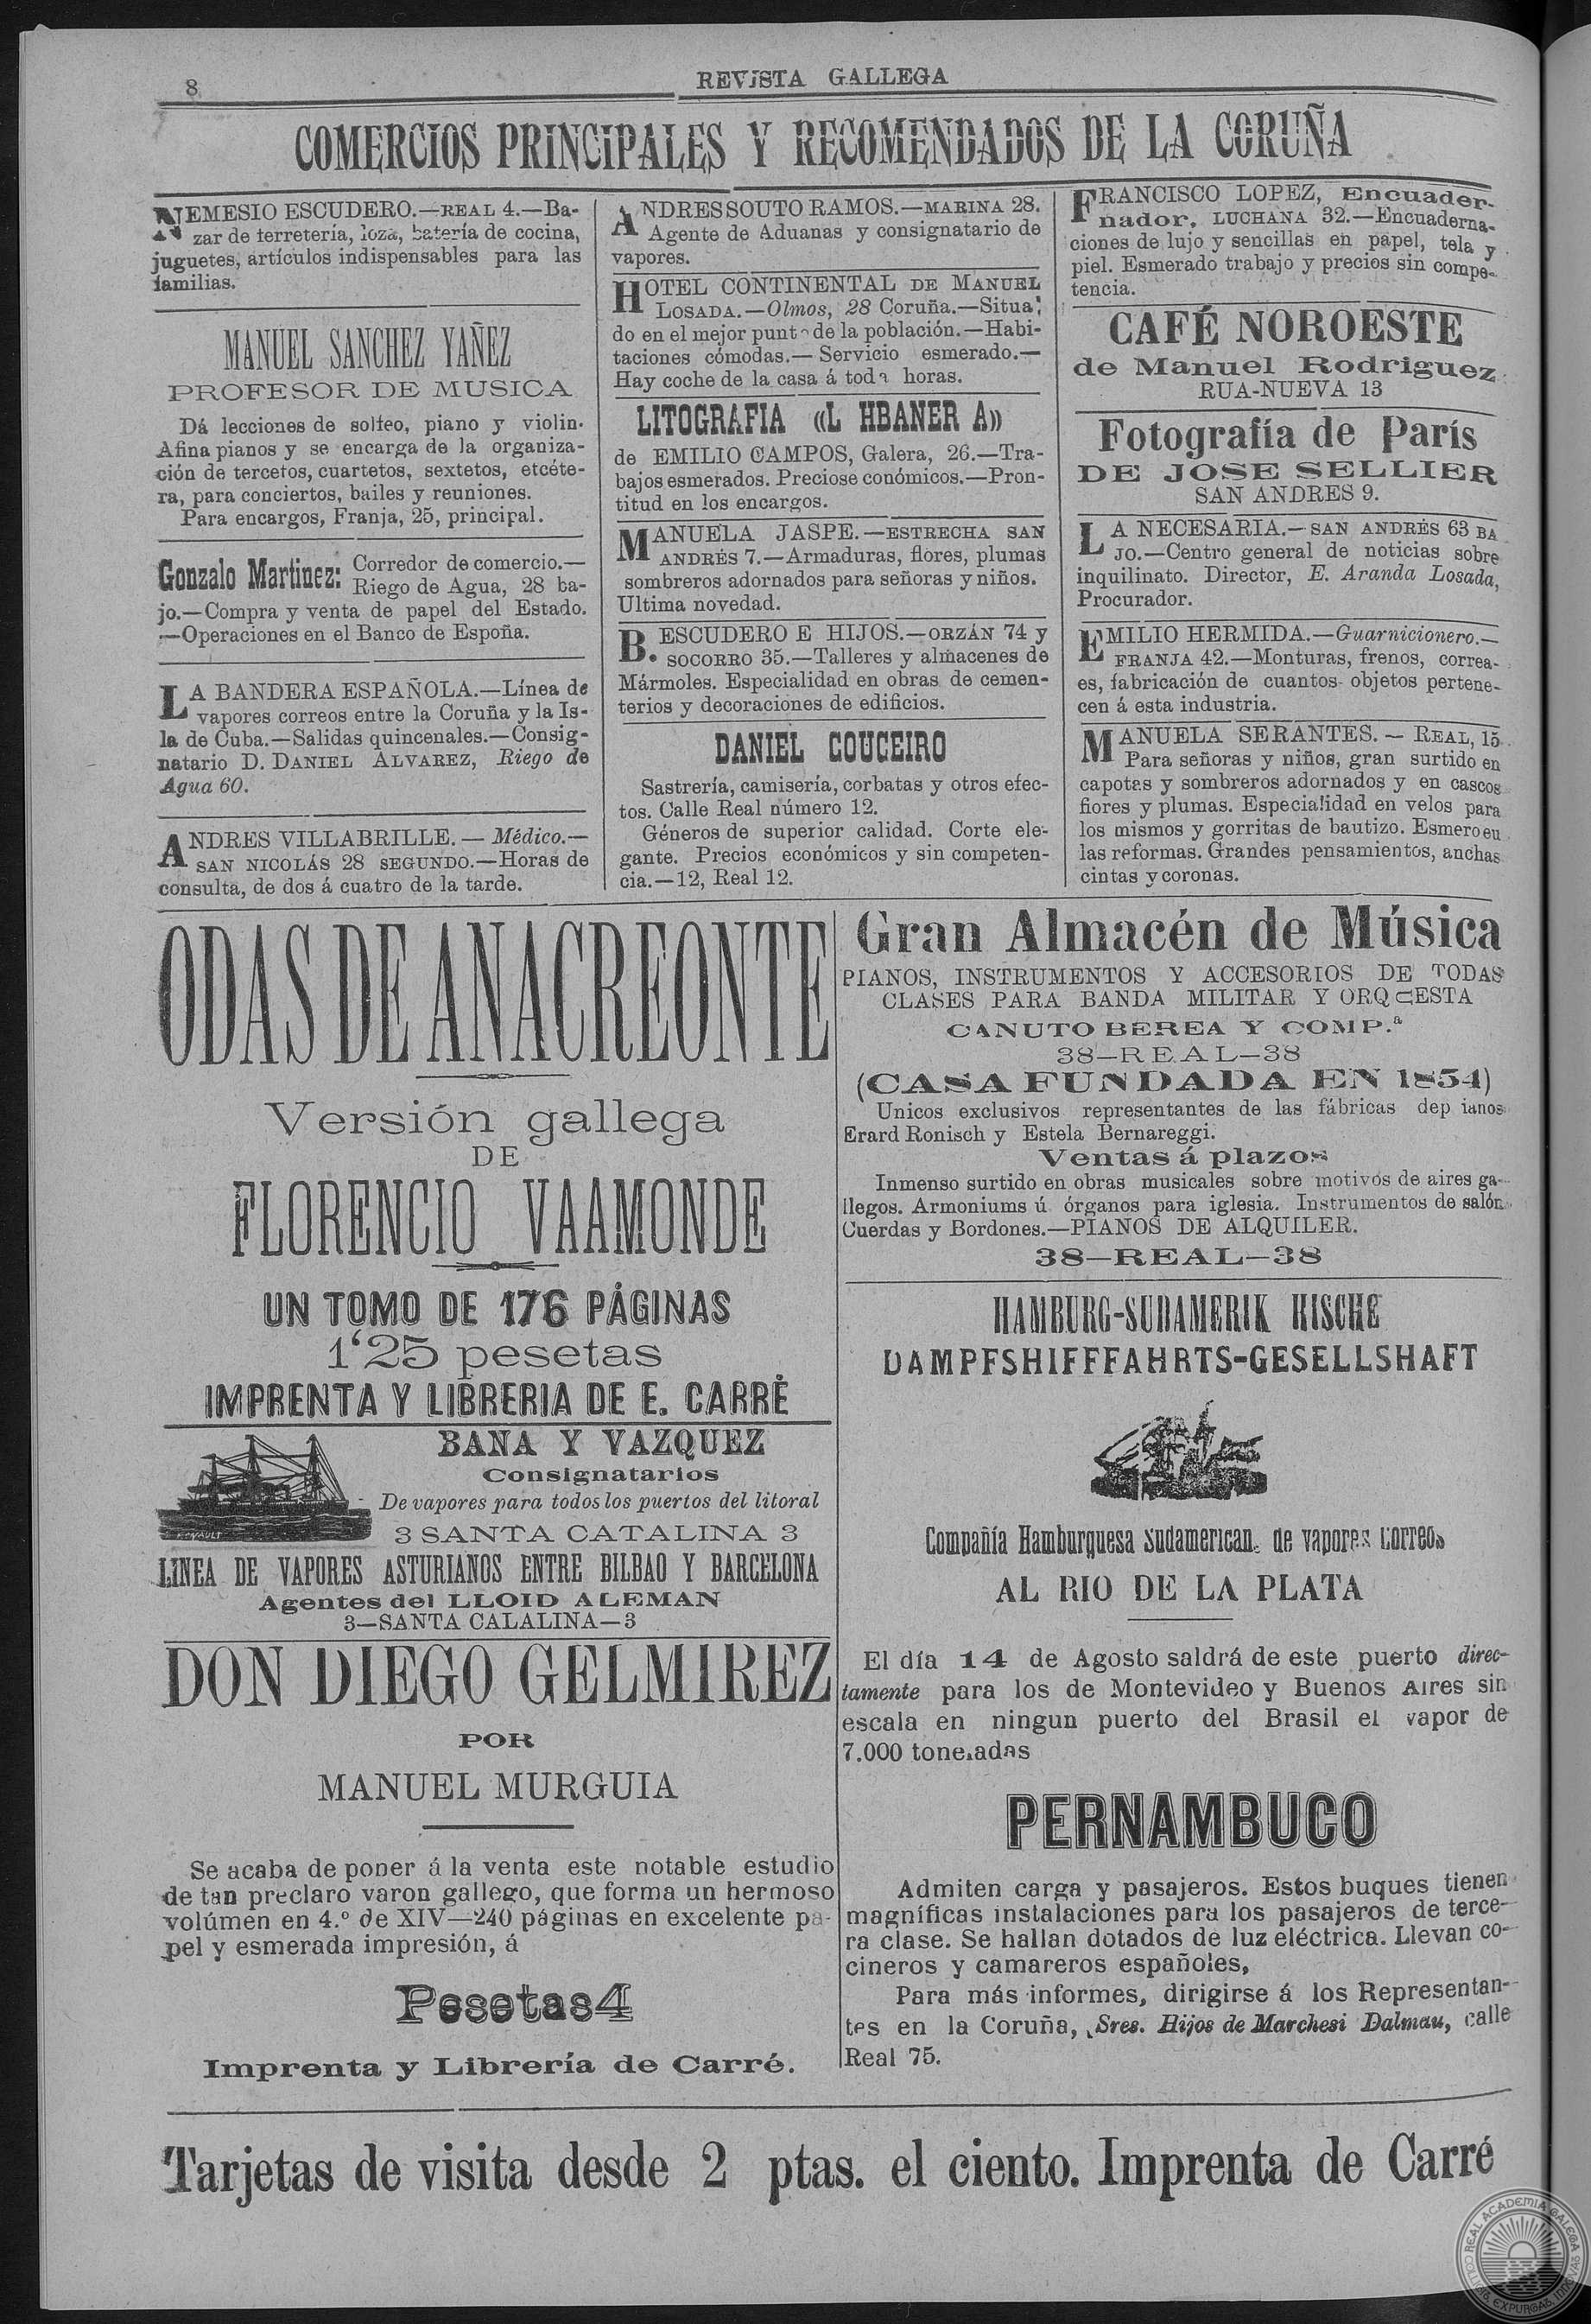 8
REVISTA GALLEGA
COMERCIOS PRINCIPALES Y RECOMENDADOS DE LA CORUÑA
NEMESIO ESCUDERO.—REAL 4.—Ba-
zar de ferretería, loza, batería de cocina,
juguetes, artículos indispensables para las
familias.
MANUEL SANCHEZ YAÑEZ
PROFESOR DE MUSICA
Dá lecciones de solfeo, piano y violin.
Afina pianos y se encarga de la organiza-
ción de tercetos, cuartetos, sextetos, etcéte-
ra, para conciertos, bailes y reuniones.
Para encargos, Franja, 25, principal.
Gonzalo Martinez: Corredor de comercio.—
Riego de Agua, 28 ba-
jo.—Compra y venta de papel del Estado.
—Operaciones en el Banco de Espoña.
LA BANDERA ESPAÑOLA.—Línea de
vapores correos entre la Coruña y la Is-
la de Cuba.—Salidas quincenales.—Consig-
natario D. DANIEL ALVAREZ, Riego de
Agua 60.
ANDRES VILLABRILLE.—Médico.—
SAN NICOLÁS 28 SEGUNDO.—Horas de
consulta, de dos á cuatro de la tarde.
ANDRES SOUTO RAMOS.—MARINA 28.
Agente de Aduanas y consignatario de
vapores.
HOTEL CONTINENTAL DE MANUEL
LOSADA.—Olmos, 28 Coruña.—Situa
do en el mejor punto de la población.—Habi-
taciones cómodas.—Servicio esmerado.—
Hay coche de la casa á toda horas.
LITOGRAFIA «L HBANER A»
de EMILIO CAMPOS, Galera, 26.—Tra-
bajos esmerados. Preciose conómicos.—Pron-
titud en los encargos.
MANUELA JASPE.—ESTRECHA SAN
ANDRÉS 7.—Armaduras, flores, plumas
sombreros adornados para señoras y niños.
Ultima novedad.
B. ESCUDERO E HIJOS.—ORZÁN 74 y
SOCORRO 35.—Talleres y almacenes de
Mármoles. Especialidad en obras de cemen-
terios y decoraciones de edificios.
DANIEL COUCEIRO
Sastrería, camisería, corbatas y otros efec-
tos. Calle Real número 12.
Géneros de superior calidad. Corte ele-
gante. Precios económicos y sin competen-
cia.—12, Real 12.
FRANCISCO LOPEZ, Encuader-
nador, LUCHANA 32.—Encuaderna-
ciones de lujo y sencillas en papel, tela y
piel. Esmerado trabajo y precios sin compe-
tencia.
CAFÉ NOROESTE
de Manuel Rodriguez
RUA-NUEVA 13
Fotografía de París
DE JOSE SELLIER
SAN ANDRES 9.
LA NECESARIA.—SAN ANDRÉS 63 BA
JO.—Centro general de noticias sobre
inquilinato. Director, E. Aranda Losada,
Procurador.
EMILIO HERMIDA.—Guarnicionero.—
FRANJA 42.—Monturas, frenos, correa-
es, fabricación de cuantos objetos pertene-
cen á esta industria.
MANUELA SERANTES.—REAL, 15
Para señoras y niños, gran surtido en
capotas y sombreros adornados y en cascos
flores y plumas. Especialidad en velos para
los mismos y gorritas de bautizo. Esmero en
las reformas. Grandes pensamientos, anchas
cintas y coronas.
ODAS DE ANACREONTE
Versión gallega
DE
FLORENCIO VAAMONDE
UN TOMO DE 176 PÁGINAS
1'25 pesetas
IMPRENTA Y LIBRERIA DE E. CARRÉ
BANA Y VAZQUEZ
Consignatarios
De vapores para todos los puertos del litoral
3 SANTA CATALINA 3
LINEA DE VAPORES ASTURIANOS ENTRE BILBAO Y BARCELONA
Agentes del LLOID ALEMAN
3—SANTA CALALINA—3
DON DIEGO GELMIREZ
POR
MANUEL MURGUIA
Se acaba de poner á la venta este notable estudio
de tan preclaro varon gallego, que forma un hermoso
volúmen en 4.º de XIV—240 páginas en excelente pa-
pel y esmerada impresión, á
Pesetas 4
Imprenta y Librería de Carré.
Gran Almacén de Música
PIANOS, INSTRUMENTOS Y ACCESORIOS DE TODAS
CLASES PARA BANDA MILITAR Y ORQUESTA
CANUTO BEREA Y COMP.ª
38—REAL—38
(CASA FUNDADA EN 1854)
Unicos exclusivos representantes de las fábricas dep ianos
Erard Ronisch y Estela Bernareggi.
Ventas á plazos
Inmenso surtido en obras musicales sobre motivos de aires ga-
llegos. Armoniums ú órganos para iglesia. Instrumentos de salón
Cuerdas y Bordones.—PIANOS DE ALQUILER.
38—REAL—38
HAMBURG-SUDAMERIK HISCHE
DAMPFSHIFFFAHRTS-GESELLSHAFT
Compañía Hamburguesa Sudamerican. de vapores correos
AL RIO DE LA PLATA
El día 14 de Agosto saldrá de este puerto direc-
tamente para los de Montevideo y Buenos Aires sin
escala en ningun puerto del Brasil el vapor de
7.000 toneladas
PERNAMBUCO
Admiten carga y pasajeros. Estos buques tienen
magníficas instalaciones para los pasajeros de terce-
ra clase. Se hallan dotados de luz eléctrica. Llevan co-
cineros y camareros españoles,
Para más informes, dirigirse á los Representan-
tes en la Coruña, Sres. Hijos de Marchesi Dalmau, calle
Real 75.
Tarjetas de visita desde 2 ptas. el ciento. Imprenta de Carré
REAL ACADEMIA GALEGA
COLLIGIT, EXPURGAT, INNOVAT